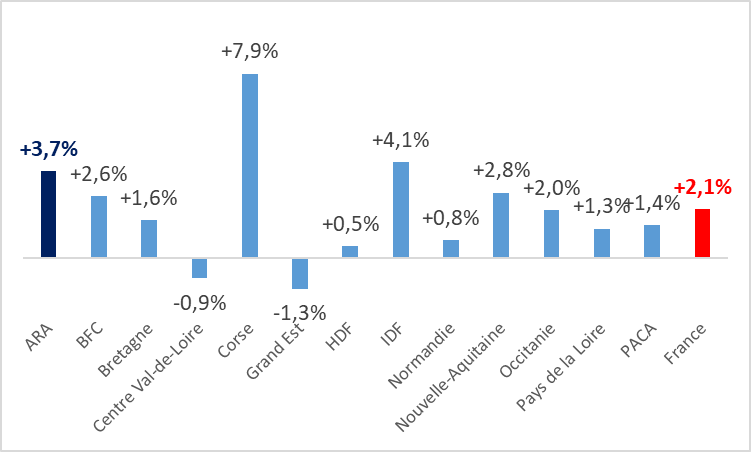 +7,9%
+4,1%
+3,7%
+2,6%
+2,8%
+2,1%
+1,6%
+2,0%
+1,3%
+1,4%
+0,5%
+0,8%
-0,9%
-1,3%
ARA
BFC
Bretagne
Centre Val-de-Loire
Corse
Grand Est
HDF
IDF
Normandie
Nouvelle-Aquitaine
Occitanie
Pays de la Loire
PACA
France